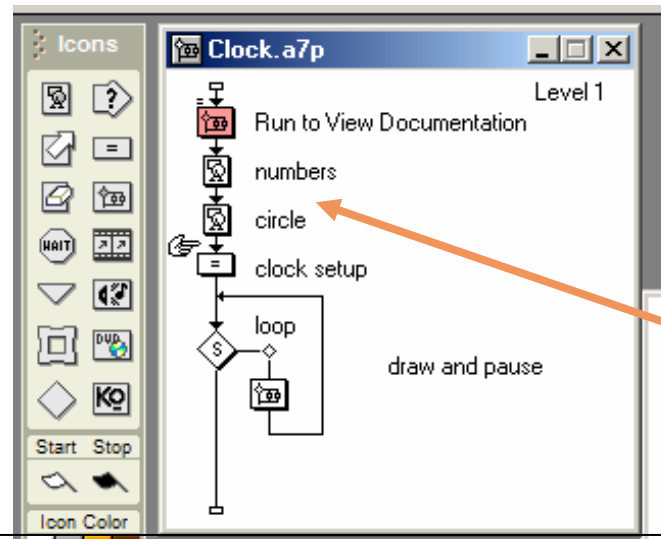 Icons
Clock.a7p
Level 1
Run to View Documentation
numbers
circle
clock setup
loop
S
draw and pause
?
=
=
WAIT
DVD
KO
Start Stop
Icon Color